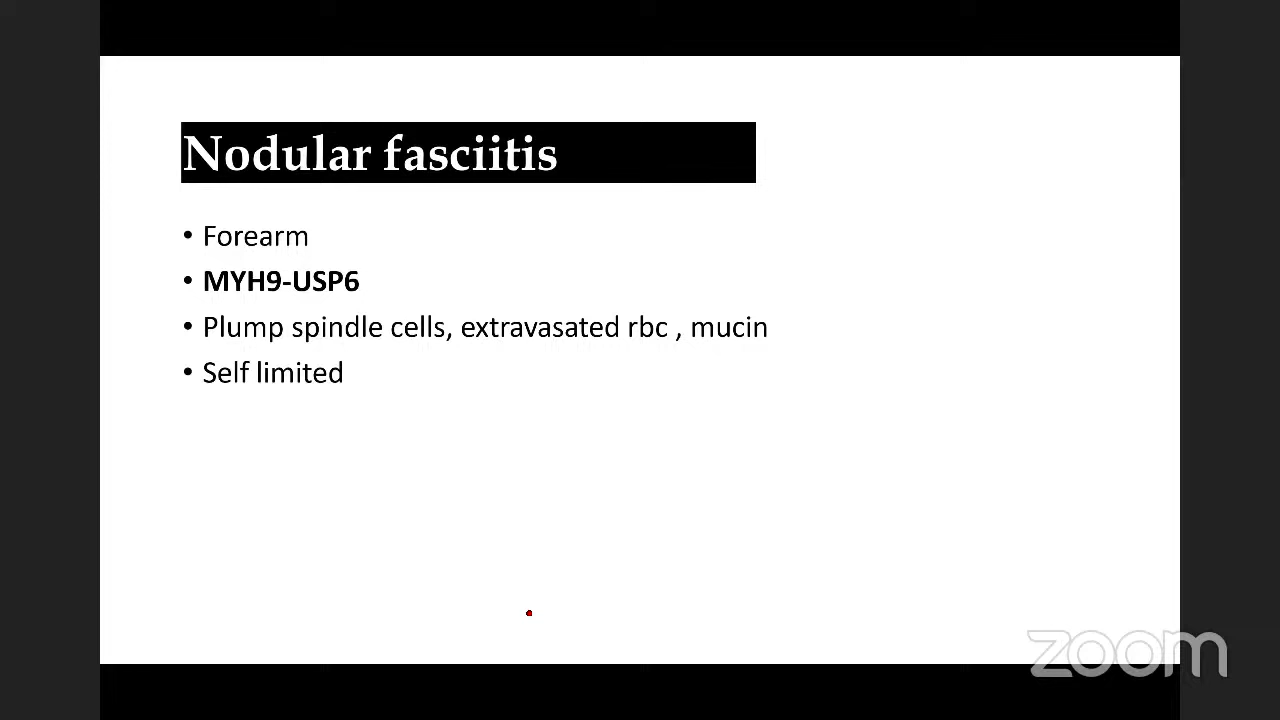 Nodular fasciitis
• Forearm
• MYH9-USP6
• Plump spindle cells, extravasated rbc , mucin
• Self limited
zoom